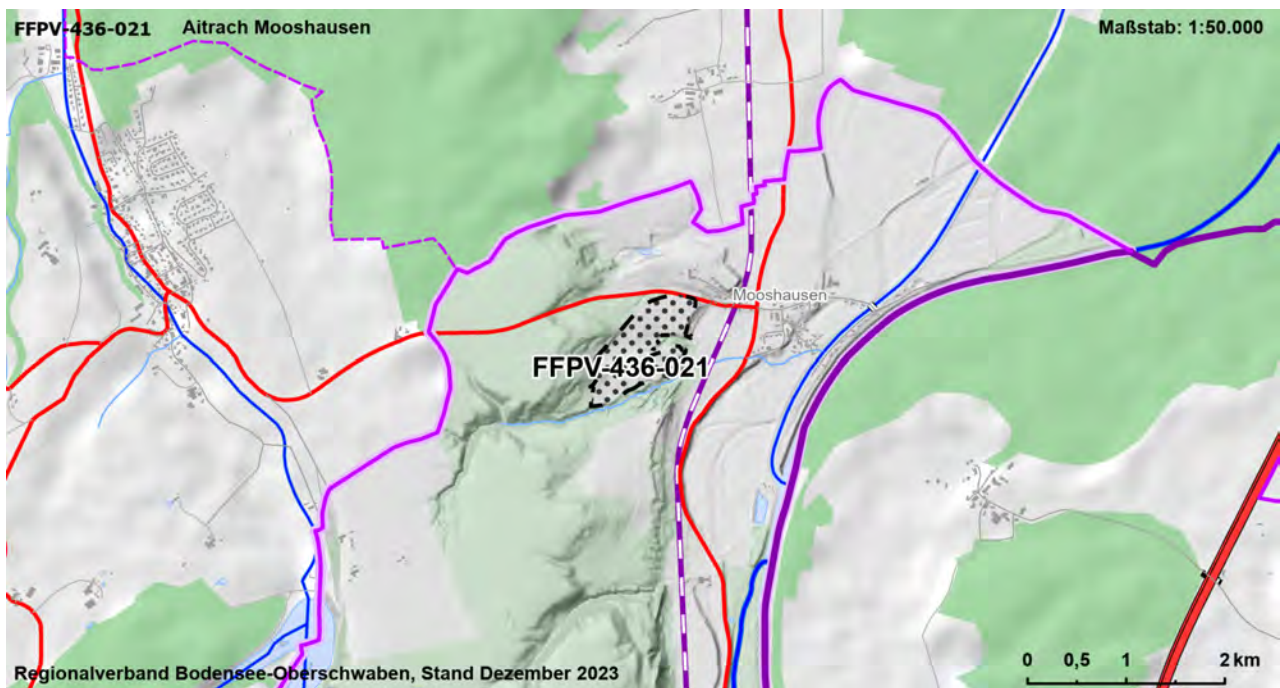 FFPV-436-021 Aitrach Mooshausen
Maßstab: 1:50.000
Mooshausen
FFPV-436-021
Regionalverband Bodensee-Oberschwaben, Stand Dezember 2023
0 0,5 1 2 km